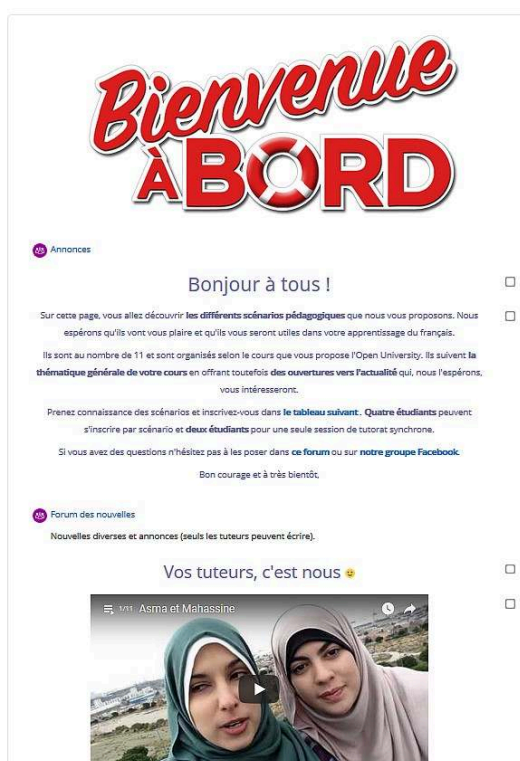 Bienvenue
À BORD
Annonces
Bonjour à tous !
Sur cette page, vous allez découvrir les différents scénarios pédagogiques que nous vous proposons. Nous
espérons qu'ils vont vous plaire et qu'ils vous seront utiles dans votre apprentissage du français.
Ils sont au nombre de 11 et sont organisés selon le cours que vous propose l'Open University. Ils suivent la
thématique générale de votre cours en offrant toutefois des ouvertures vers l'actualité qui, nous l'espérons,
vous intéresseront.
Prenez connaissance des scénarios et inscrivez-vous dans le tableau suivant. Quatre étudiants peuvent
s'inscrire par scénario et deux étudiants pour une seule session de tutorat synchrone.
Si vous avez des questions n'hésitez pas à les poser dans ce forum ou sur notre groupe Facebook.
Bon courage et à très bientôt,
Forum des nouvelles
Nouvelles diverses et annonces (seuls les tuteurs peuvent écrire).
Vos tuteurs, c'est nous
1/11 Asma et Mahassine